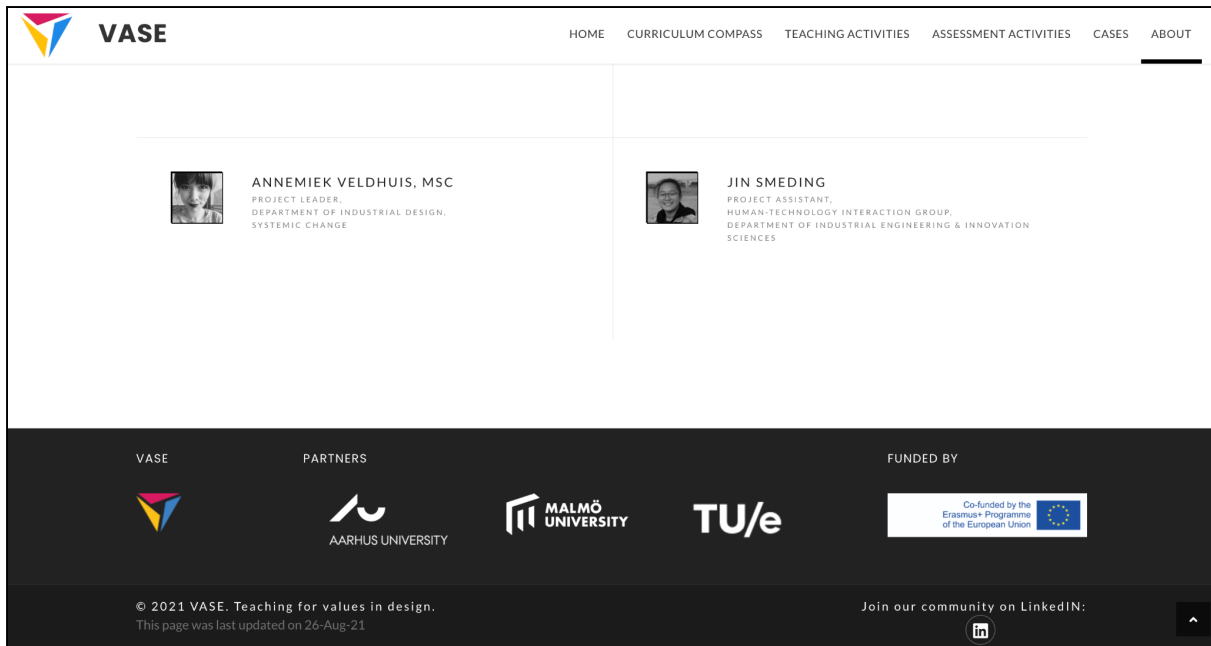 VASE
HOME CURRICULUM COMPASS TEACHING ACTIVITIES ASSESSMENT ACTIVITIES CASES ABOUT
ANNEMIEK VELDHUIS, MSC
PROJECT LEADER,
DEPARTMENT OF INDUSTRIAL DESIGN,
SYSTEMIC CHANGE
JIN SMEDING
PROJECT ASSISTANT,
HUMAN-TECHNOLOGY INTERACTION GROUP,
DEPARTMENT OF INDUSTRIAL ENGINEERING & INNOVATION
SCIENCES
VASE
PARTNERS
FUNDED BY
AARHUS UNIVERSITY
MALMÖ
UNIVERSITY
TU/e
Co-funded by the
Erasmus+ Programme
of the European Union
© 2021 VASE. Teaching for values in design.
This page was last updated on 26-Aug-21
Join our community on LinkedIN:
in